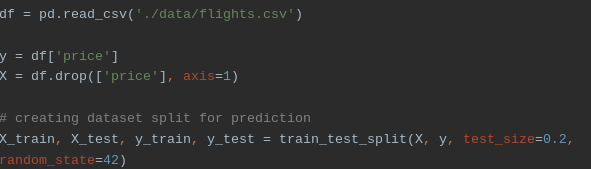 df = pd.read_csv('./data/flights.csv')
y = df['price']
X = df.drop(['price'], axis=1)
# creating dataset split for prediction
X_train, X_test, y_train, y_test = train_test_split(X, y, test_size=0.2,
random_state=42)